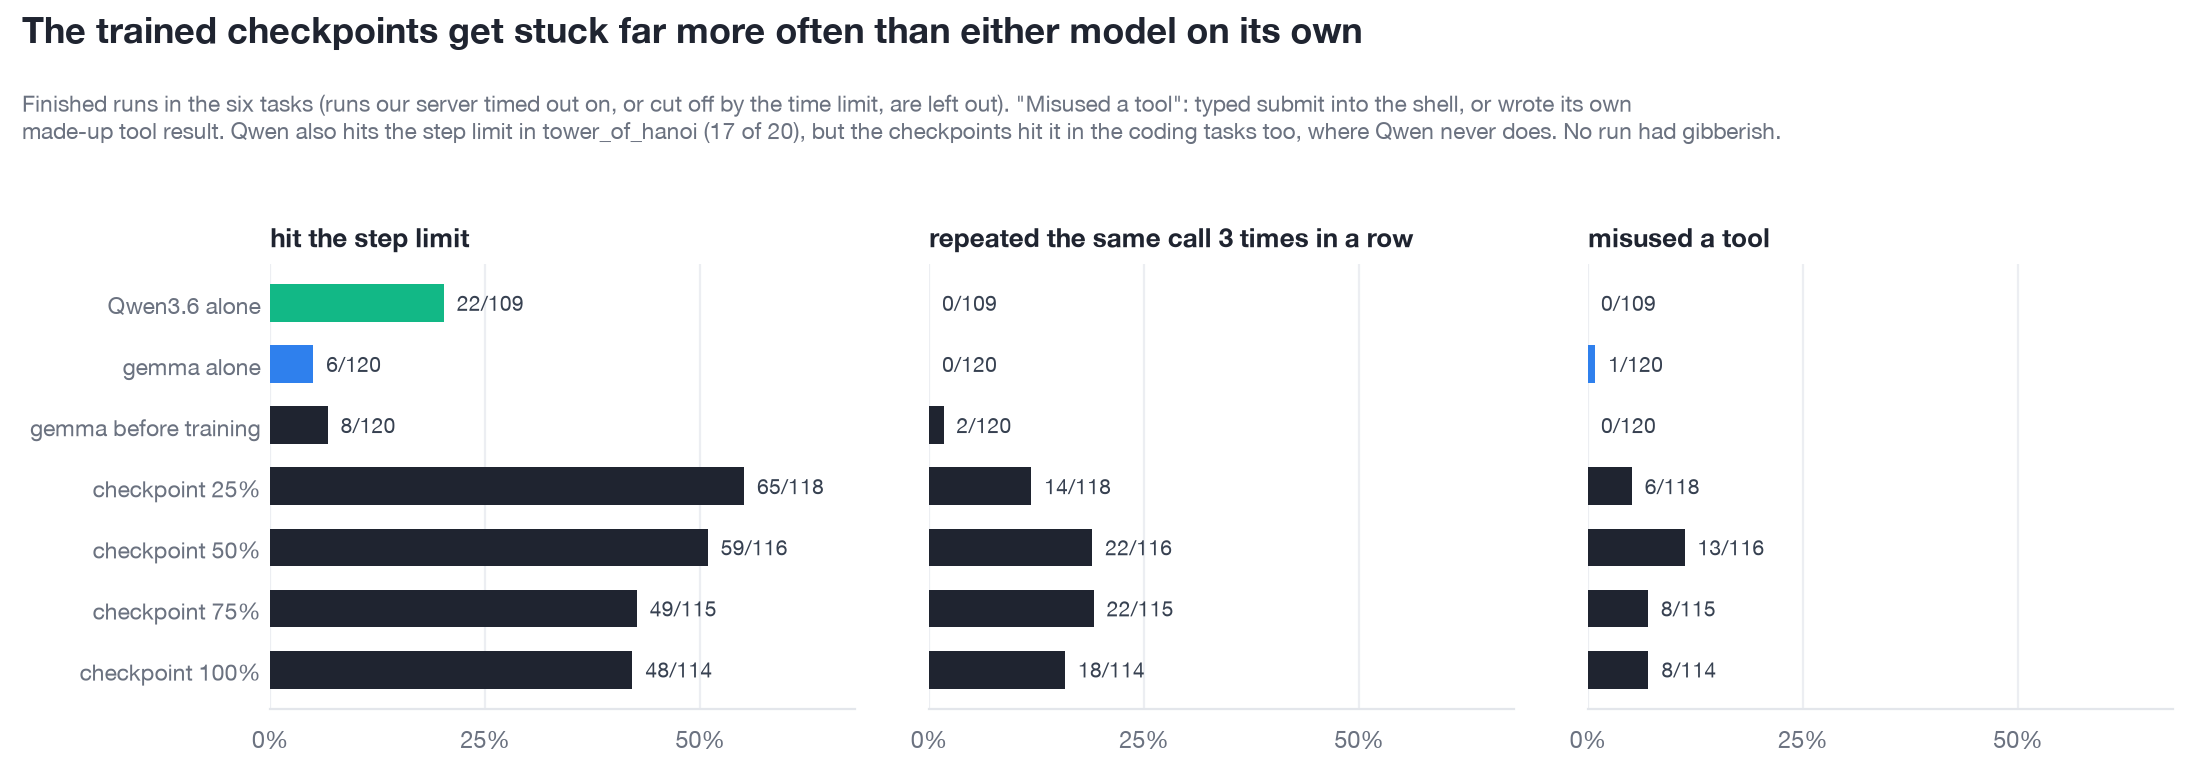 The trained checkpoints get stuck far more often than either model on its own
Finished runs in the six tasks (runs our server timed out on, or cut off by the time limit, are left out). "Misused a tool": typed submit into the shell, or wrote its own
made-up tool result. Qwen also hits the step limit in tower_of_hanoi (17 of 20), but the checkpoints hit it in the coding tasks too, where Qwen never does. No run had gibberish.
hit the step limit
repeated the same call 3 times in a row
misused a tool
Qwen3.6 alone 22/109 0/109 0/109
gemma alone 6/120 0/120 1/120
gemma before training 8/120 2/120 0/120
checkpoint 25% 65/118 14/118 6/118
checkpoint 50% 59/116 22/116 13/116
checkpoint 75% 49/115 22/115 8/115
checkpoint 100% 48/114 18/114 8/114
0% 25% 50% 0% 25% 50% 0% 25% 50%